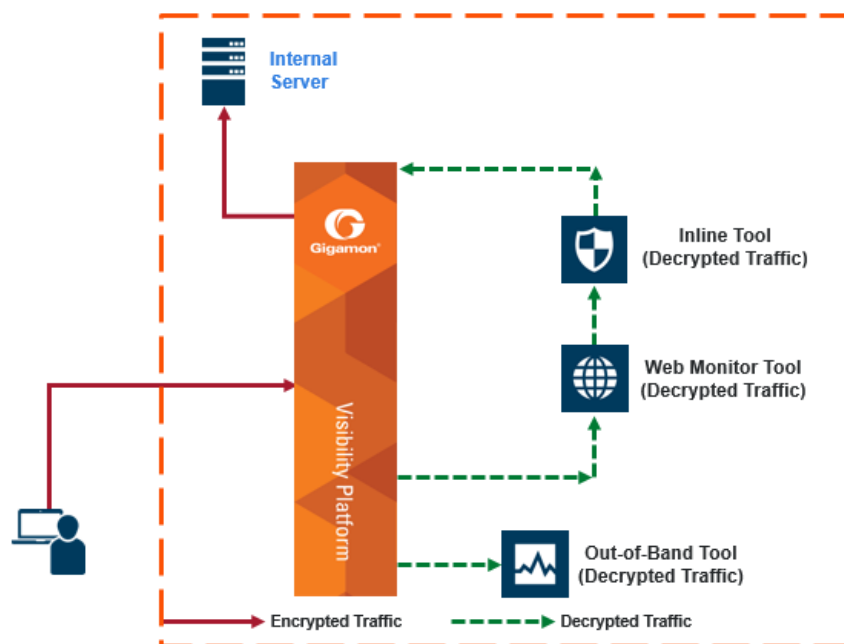 Internal
Server
Gigamon®
Visibility Platform
Inline Tool
(Decrypted Traffic)
Web Monitor Tool
(Decrypted Traffic)
Out-of-Band Tool
(Decrypted Traffic)
Encrypted Traffic
Decrypted Traffic